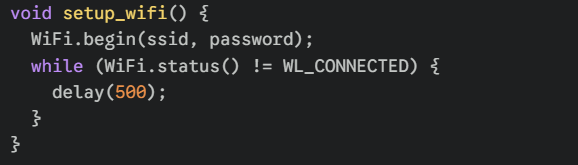 void setup_wifi() {
  WiFi.begin(ssid, password);
  while (WiFi.status() != WL_CONNECTED) {
    delay(500);
  }
}